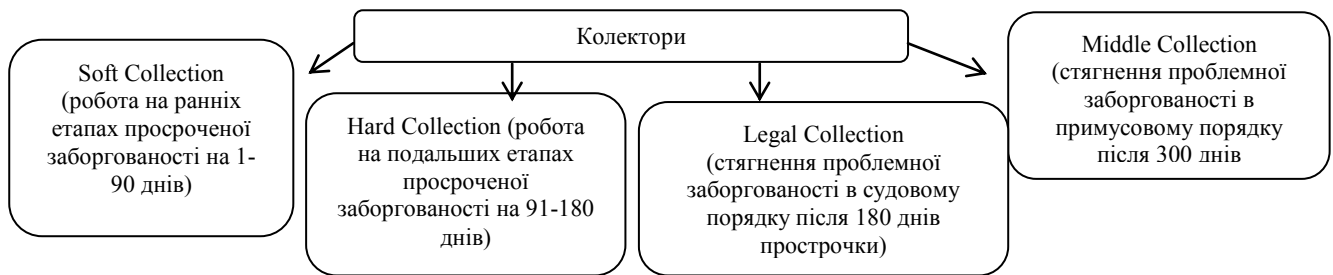 Колектори
Soft Collection
(робота на ранніх
етапах просроченої
заборгованості на 1-
90 днів)
Hard Collection (робота
на подальших етапах
просроченої
заборгованості на 91-180
днів)
Legal Collection
(стягнення проблемної
заборгованості в судовому
порядку після 180 днів
прострочки)
Middle Collection
(стягнення проблемної
заборгованості в
примусовому порядку
після 300 днів